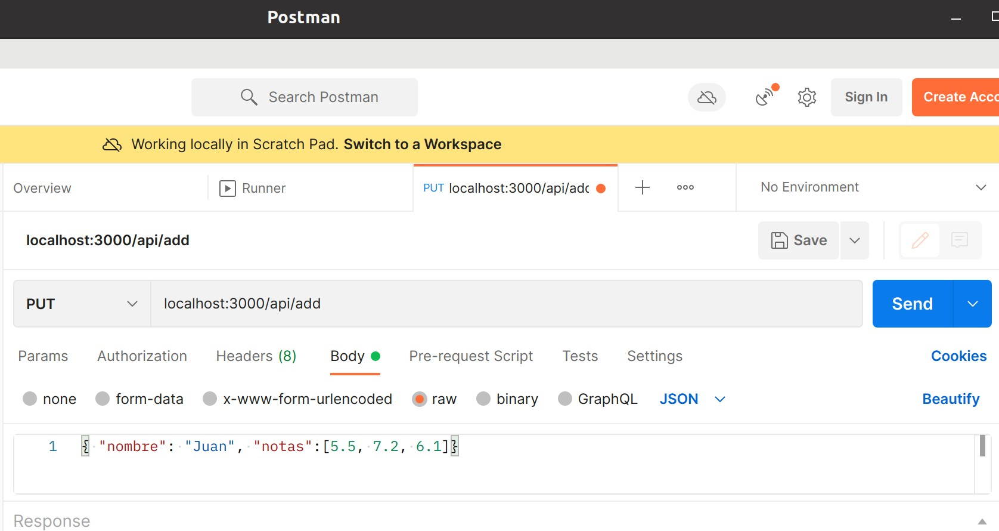 Postman
Search Postman
Sign In
Create Acco
Working locally in Scratch Pad. Switch to a Workspace
Overview
Runner
PUT localhost:3000/api/add
No Environment
localhost:3000/api/add
Save
PUT
localhost:3000/api/add
Send
Params Authorization Headers (8) Body Pre-request Script Tests Settings Cookies
none form-data x-www-form-urlencoded raw binary GraphQL JSON Beautify
1 { "nombre": "Juan", "notas":[5.5, 7.2, 6.1]}
Response